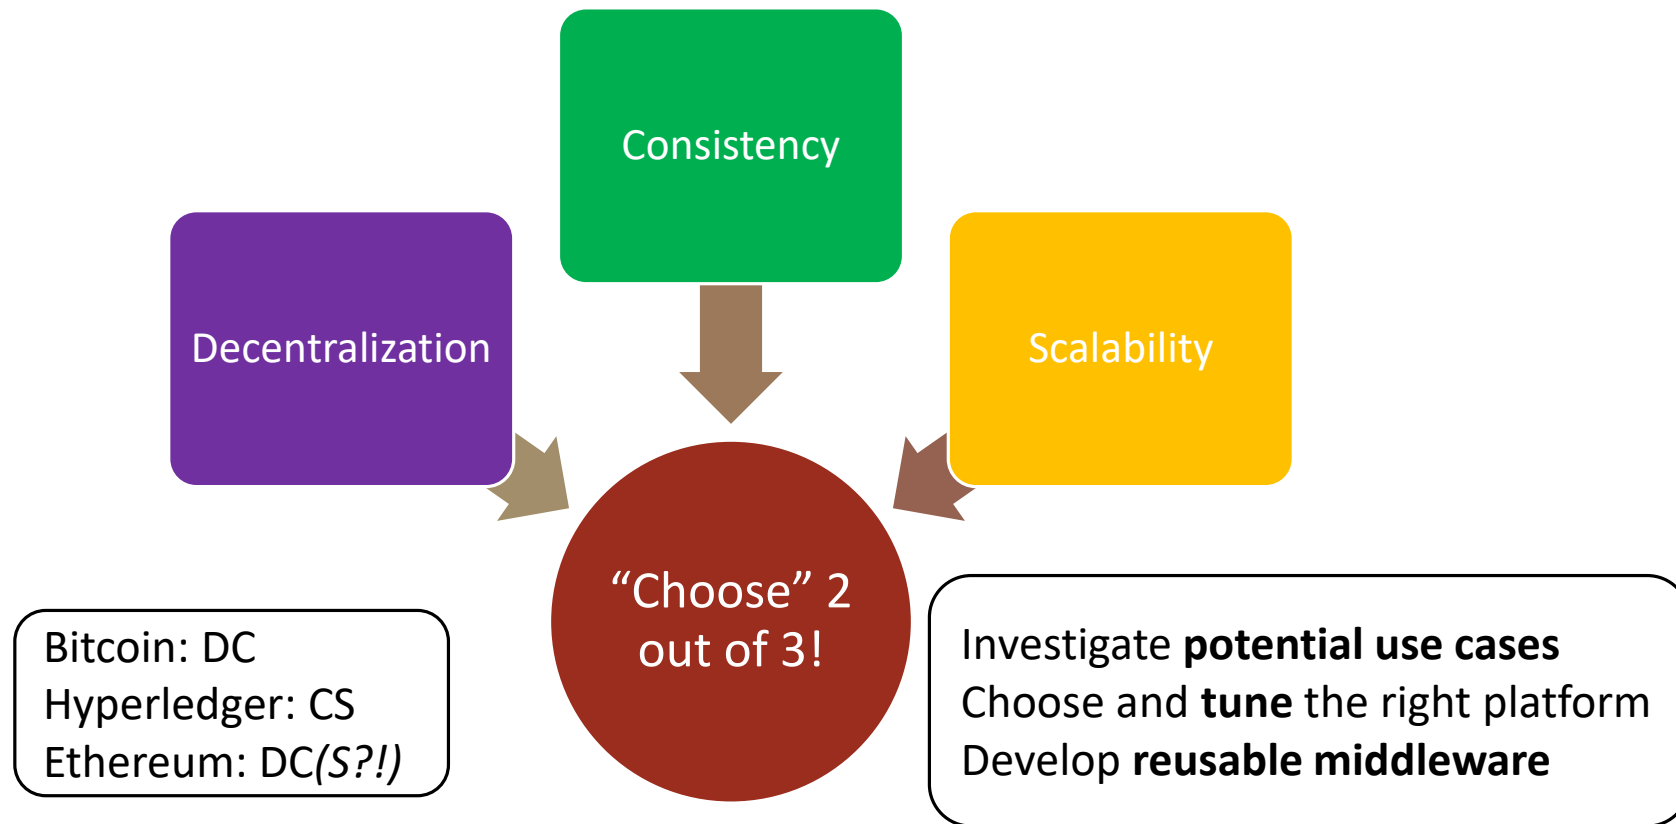 Consistency
Decentralization
Scalability
“Choose” 2
out of 3!
Bitcoin: DC
Hyperledger: CS
Ethereum: DC(S?!)
Investigate potential use cases
Choose and tune the right platform
Develop reusable middleware